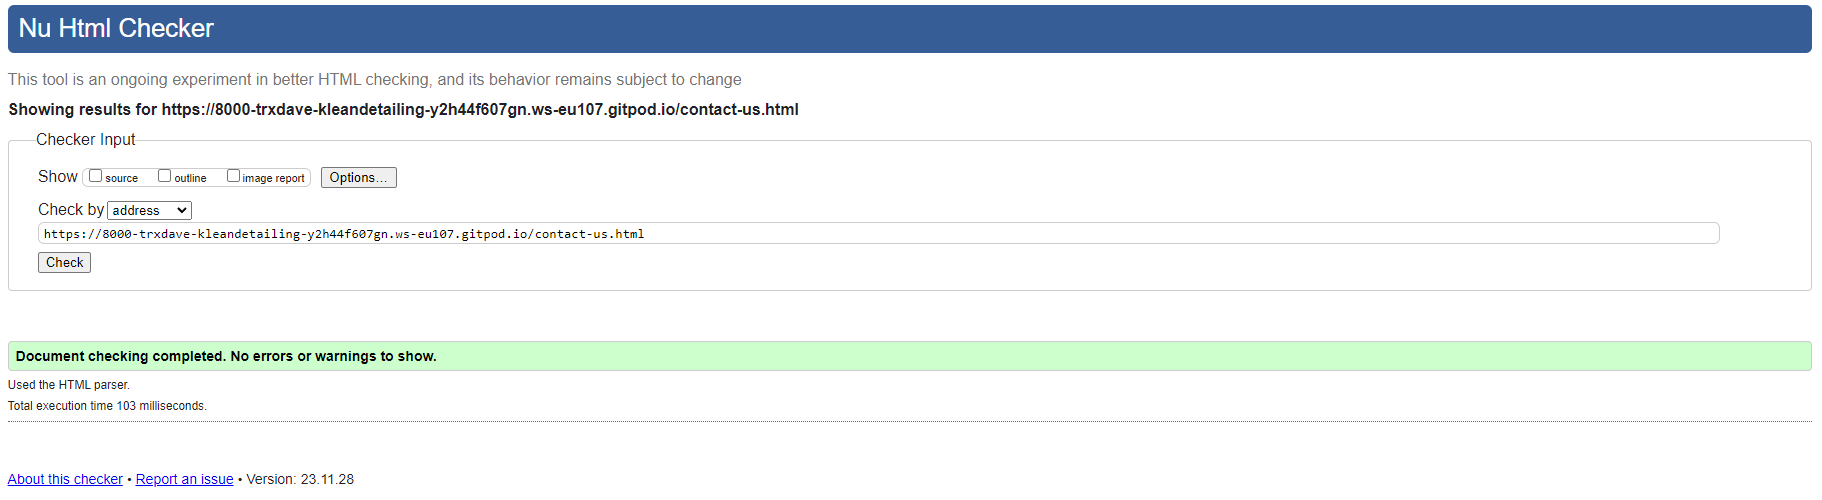 Nu Html Checker
This tool is an ongoing experiment in better HTML checking, and its behavior remains subject to change
Showing results for https://8000-trxdave-kleandetailing-y2h44f607gn.ws-eu107.gitpod.io/contact-us.html
Checker Input
Show source outline image report Options...
Check by address
https://8000-trxdave-kleandetailing-y2h44f607gn.ws-eu107.gitpod.io/contact-us.html
Check
Document checking completed. No errors or warnings to show.
Used the HTML parser.
Total execution time 103 milliseconds.
About this checker • Report an issue • Version: 23.11.28